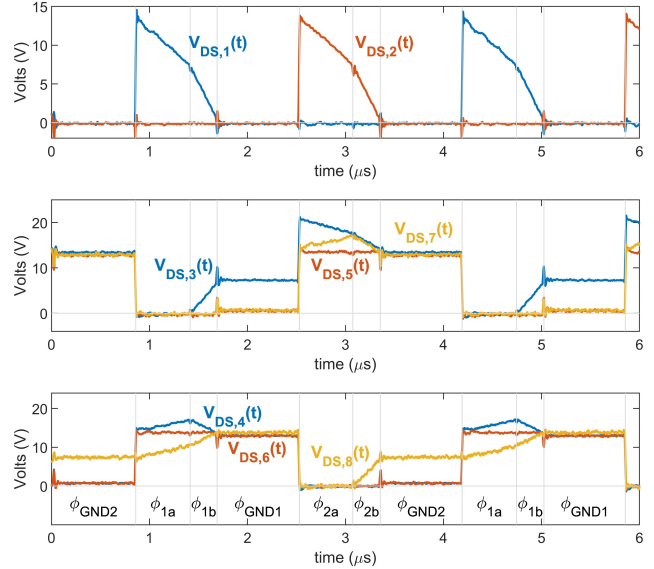 15
10
5
0
Volts (V)
V_DS,1(t)
V_DS,2(t)
0 1 2 3 4 5 6
time (μs)
20
10
0
Volts (V)
V_DS,3(t)
V_DS,5(t)
V_DS,7(t)
0 1 2 3 4 5 6
time (μs)
20
10
0
Volts (V)
V_DS,4(t)
V_DS,6(t)
V_DS,8(t)
ϕ_GND2 ϕ_1a ϕ_1b ϕ_GND1 ϕ_2a ϕ_2b ϕ_GND2 ϕ_1a ϕ_1b ϕ_GND1
0 1 2 3 4 5 6
time (μs)